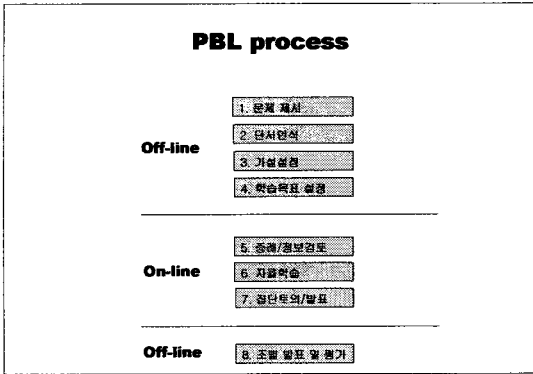 PBL process
Off-line
1. 문제 제시
2 단서인식
3. 가설설정
4. 학습목표 설정
On-line
5. 증례/정보검토
6 자료학습
7. 집단토의/발표
Off-line
8. 조별 발표 및 평가